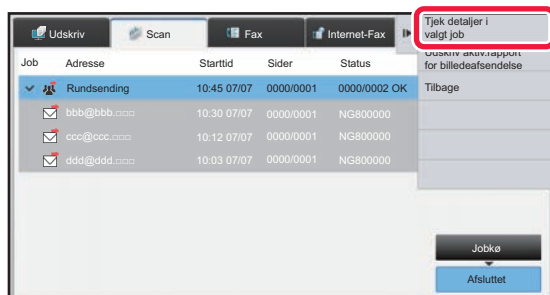 Udskriv Scan Fax Internet-Fax
Tjek detaljer i
valgt job
Udskriv aktiv.rapport
for billedeafsendelse
Tilbage
Job Adresse Starttid Sider Status
Rundsending 10:45 07/07 0000/0001 0000/0002 OK
bbb@bbb.□□□ 10:30 07/07 0000/0001 NG800000
ccc@ccc.□□□ 10:12 07/07 0000/0001 NG800000
ddd@ddd.□□□ 10:03 07/07 0000/0001 NG800000
Jobkø
Afsluttet